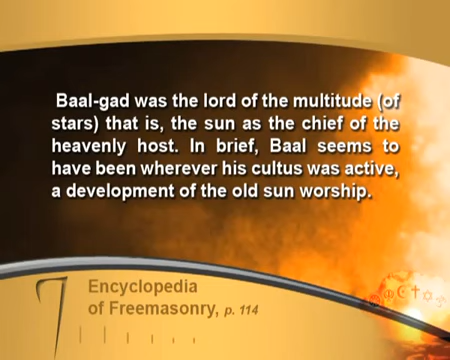 Baal-gad was the lord of the multitude (of
stars) that is, the sun as the chief of the
heavenly host. In brief, Baal seems to
have been wherever his cultus was active,
a development of the old sun worship.
Encyclopedia
of Freemasonry, p. 114